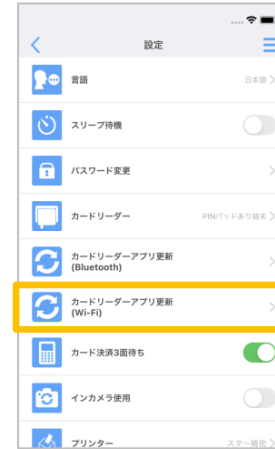 設定
言語 日本語
スリープ待機
パスワード変更
カードリーダー PINパッドあり端末
カードリーダーアプリ更新
(Bluetooth)
カードリーダーアプリ更新
(Wi-Fi)
カード決済3面待ち
インカメラ使用
プリンター スター精密